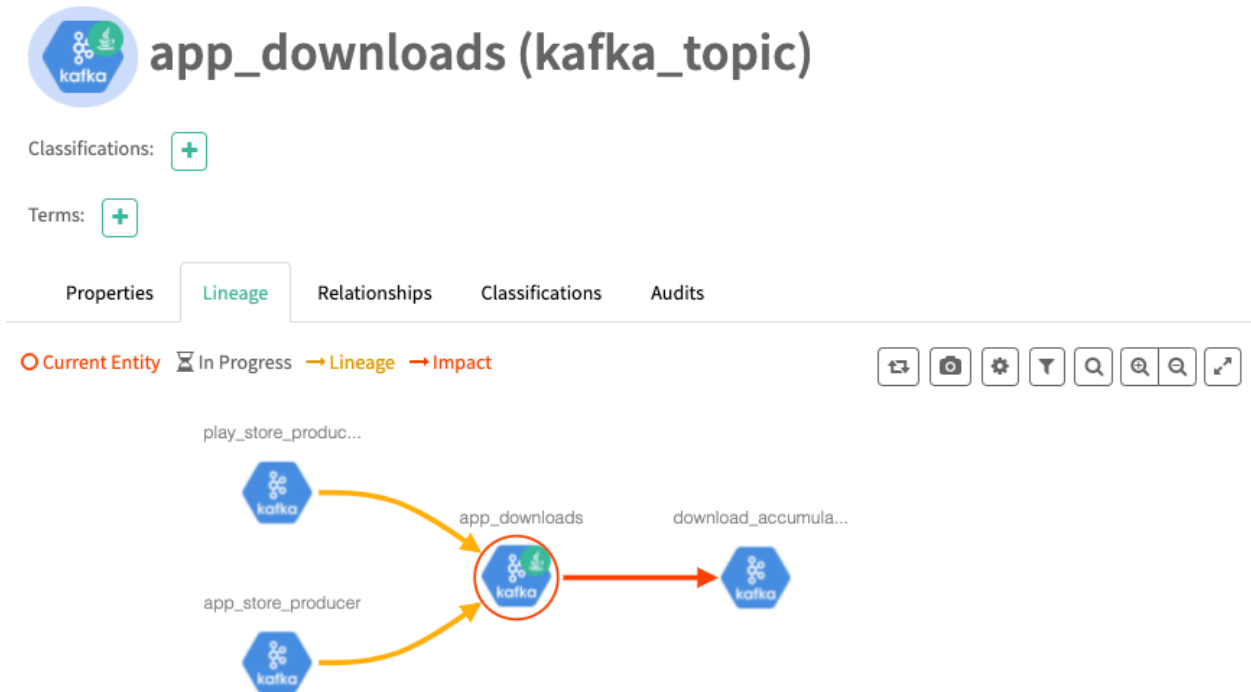 kafka
app_downloads (kafka_topic)
Classifications:
Terms:
Properties Lineage Relationships Classifications Audits
Current Entity In Progress Lineage Impact
play_store_produc...
kafka
app_downloads download_accumula...
kafka kafka
app_store_producer
kafka